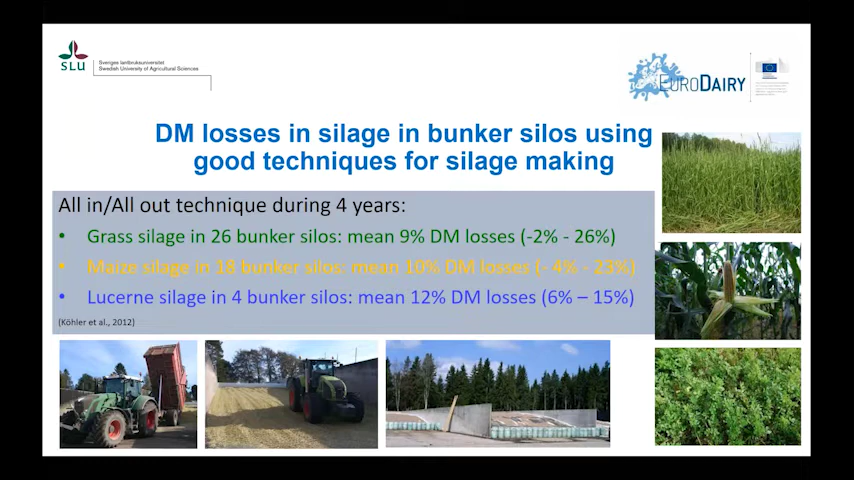 SLU
Sveriges lantbruksuniversitet
Swedish University of Agricultural Sciences
EURODAIRY
DM losses in silage in bunker silos using
good techniques for silage making
All in/All out technique during 4 years:
• Grass silage in 26 bunker silos: mean 9% DM losses (-2% - 26%)
• Maize silage in 18 bunker silos: mean 10% DM losses (- 4% - 23%)
• Lucerne silage in 4 bunker silos: mean 12% DM losses (6% – 15%)
(Köhler et al., 2012)